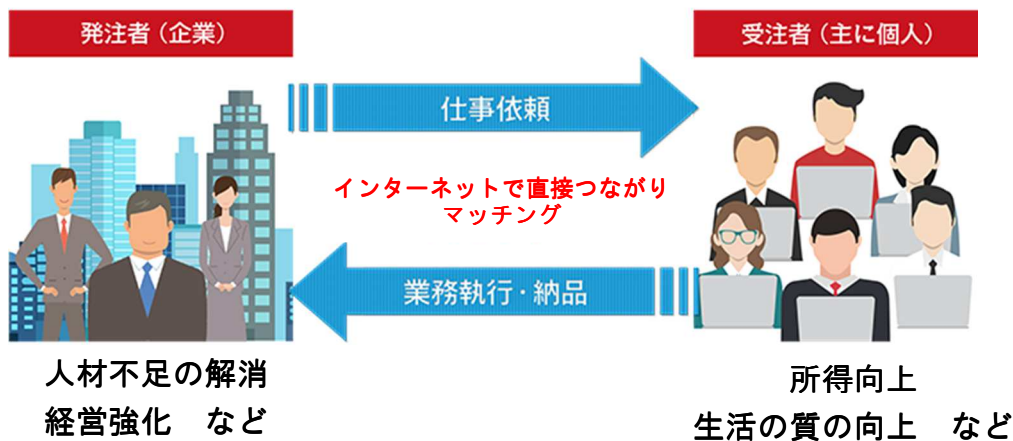 発注者（企業）
受注者（主に個人）
仕事依頼
インターネットで直接つながり
マッチング
業務執行・納品
人材不足の解消
経営強化　など
所得向上
生活の質の向上　など